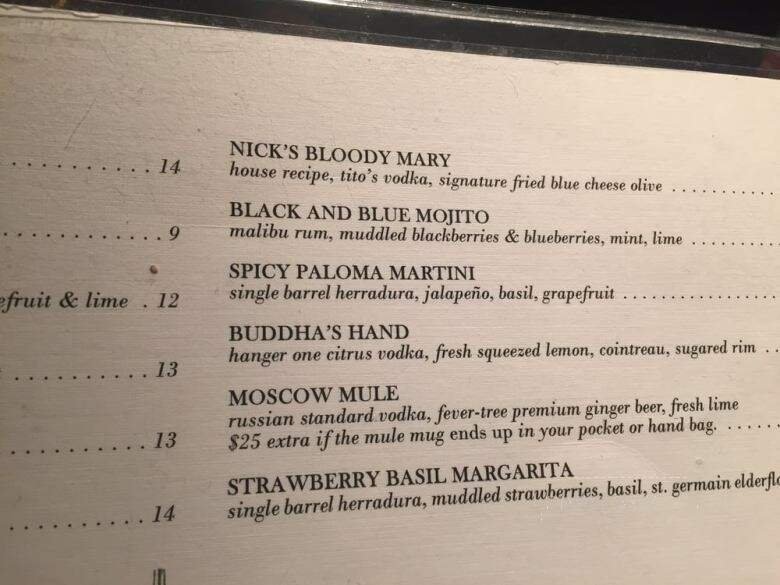 . . . . . . . . . . . 14
. . . . . . . . . . . . 9
& lime . 12
. . . . . . . . . . . 13
. . . . . . . . . . . 13
. . . . . . . . . . . 14
NICK'S BLOODY MARY
house recipe, tito's vodka, signature fried blue cheese olive . . . . . . . . . .
BLACK AND BLUE MOJITO
malibu rum, muddled blackberries & blueberries, mint, lime . . . . . . . .
SPICY PALOMA MARTINI
single barrel herradura, jalapeño, basil, grapefruit . . . . . . . . . . . . . .
BUDDHA'S HAND
hanger one citrus vodka, fresh squeezed lemon, cointreau, sugared rim . .
MOSCOW MULE
russian standard vodka, fever-tree premium ginger beer, fresh lime
$25 extra if the mule mug ends up in your pocket or hand bag. . . . . .
STRAWBERRY BASIL MARGARITA
single barrel herradura, muddled strawberries, basil, st. germain